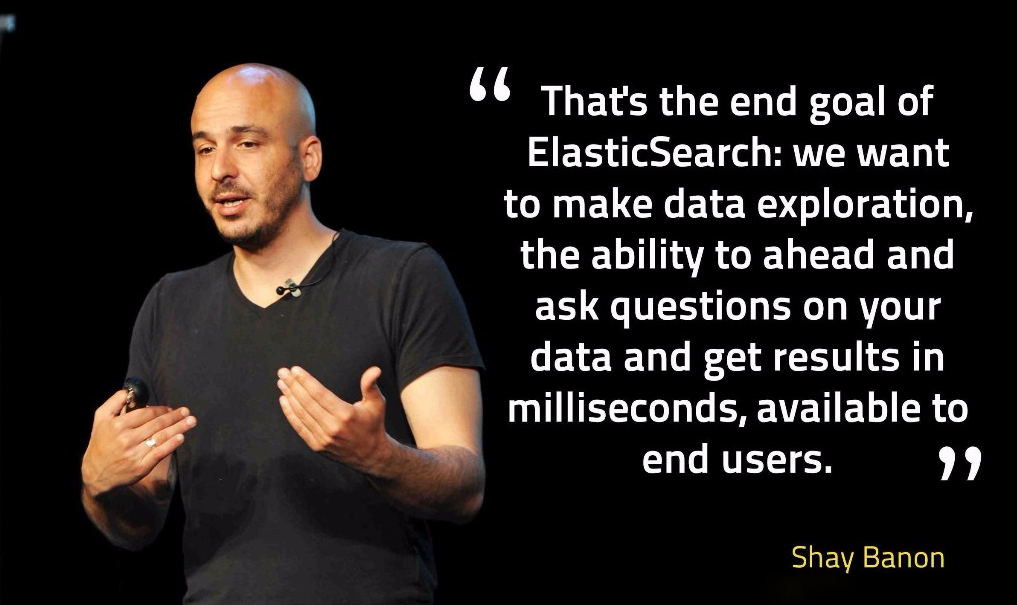 “ That's the end goal of
ElasticSearch: we want
to make data exploration,
the ability to ahead and
ask questions on your
data and get results in
milliseconds, available to
end users. ”
Shay Banon